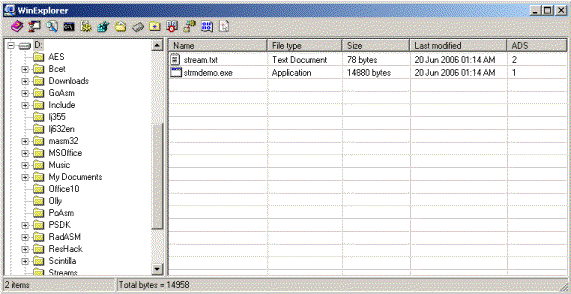 WinExplorer
D:
AES
Bcet
Downloads
GoAsm
Include
lj355
lj632en
masm32
MSOffice
Music
My Documents
Office10
Olly
PoAsm
PSDK
RadASM
ResHack
Scintilla
Streams
Name File type Size Last modified ADS
stream.txt Text Document 78 bytes 20 Jun 2006 01:14 AM 2
strmdemo.exe Application 14880 bytes 20 Jun 2006 01:14 AM 1
2 items Total bytes = 14958